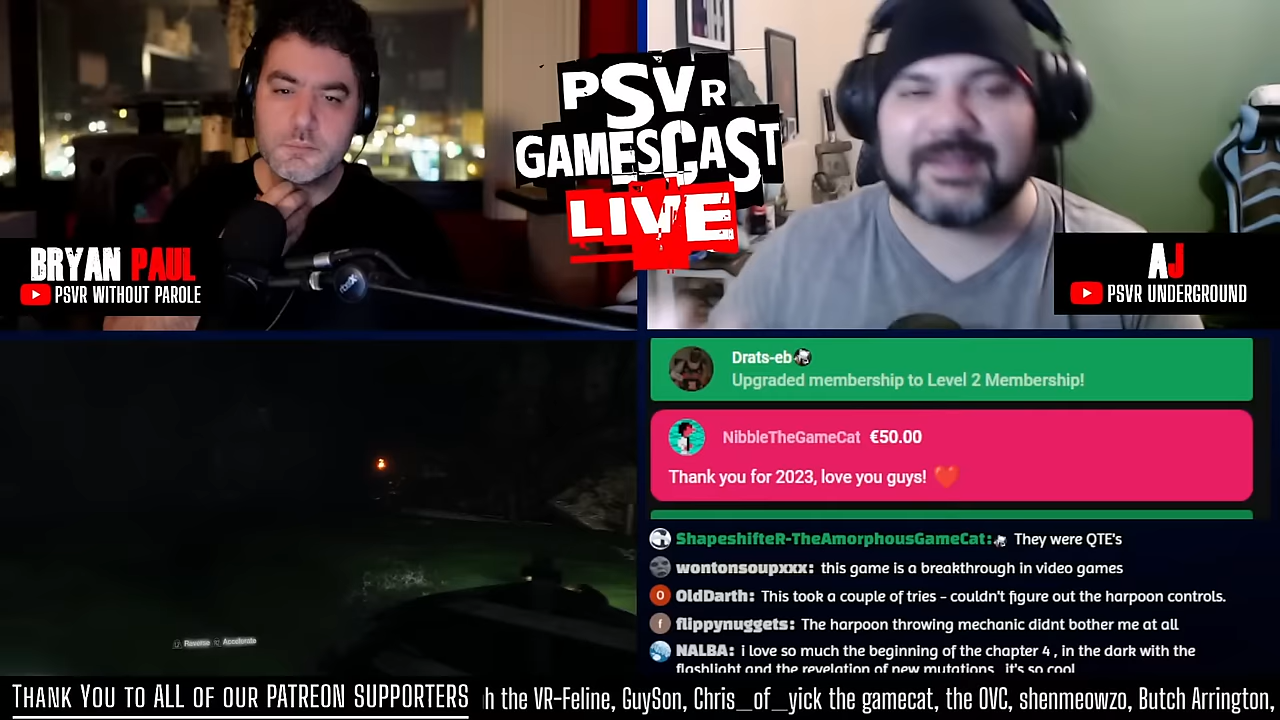 PSVR
GAMESCAST
LIVE
BRYAN PAUL
PSVR WITHOUT PAROLE
AJ
PSVR UNDERGROUND
Drats-eb
Upgraded membership to Level 2 Membership!
NibbleTheGameCat €50.00
Thank you for 2023, love you guys! ❤️
ShapeshifteR-TheAmorphousGameCat: They were QTE's
wontonsoupxxx: this game is a breakthrough in video games
OldDarth: This took a couple of tries - couldn't figure out the harpoon controls.
flippynuggets: The harpoon throwing mechanic didnt bother me at all
NALBA: i love so much the beginning of the chapter 4 , in the dark with the
flashlight and the revelation of new mutations , it's so cool
Reverse Accelerate
THANK YOU TO ALL OF OUR PATREON SUPPORTERS
h the VR-Feline, GuySon, Chris_of_yick the gamecat, the OVC, shenmeowzo, Butch Arrington,